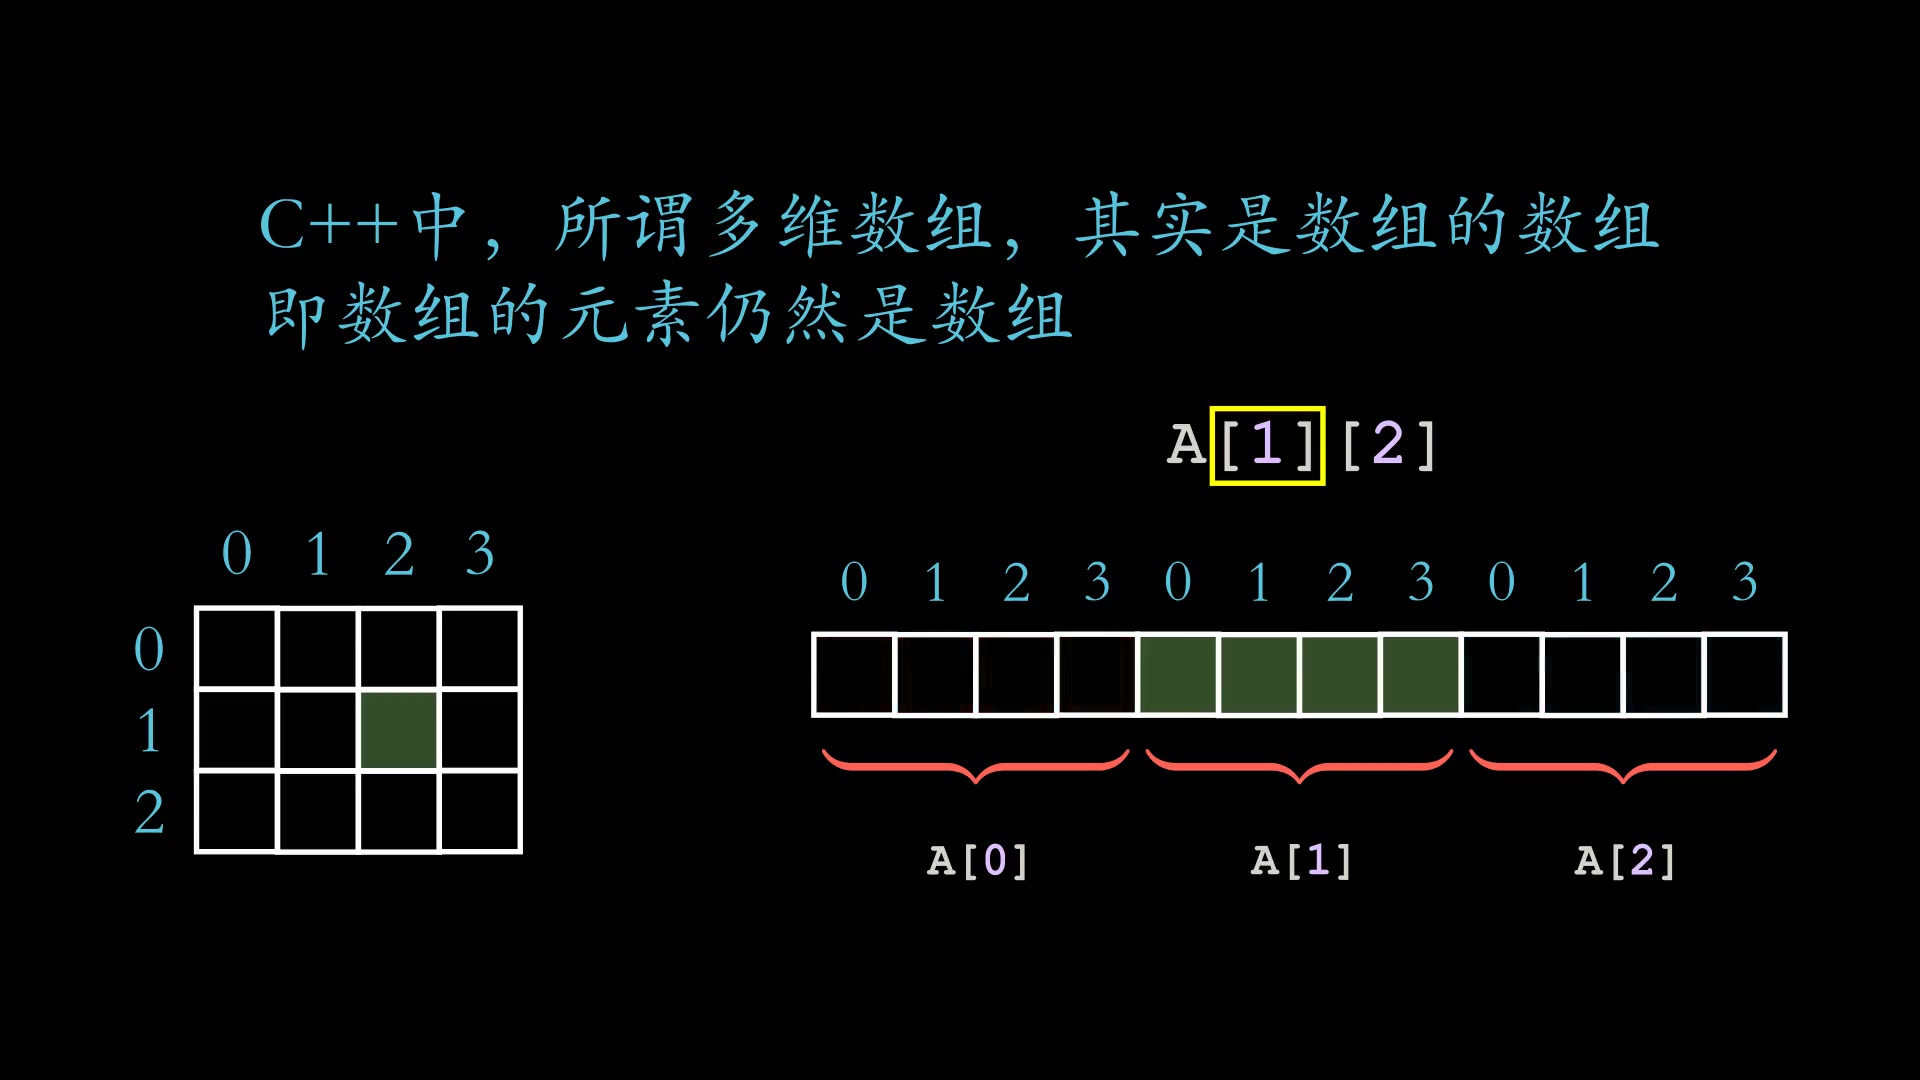 C++中，所谓多维数组，其实是数组的数组
即数组的元素仍然是数组
A[1][2]
0 1 2 3
0
1
2
0 1 2 3 0 1 2 3 0 1 2 3
A[0] A[1] A[2]